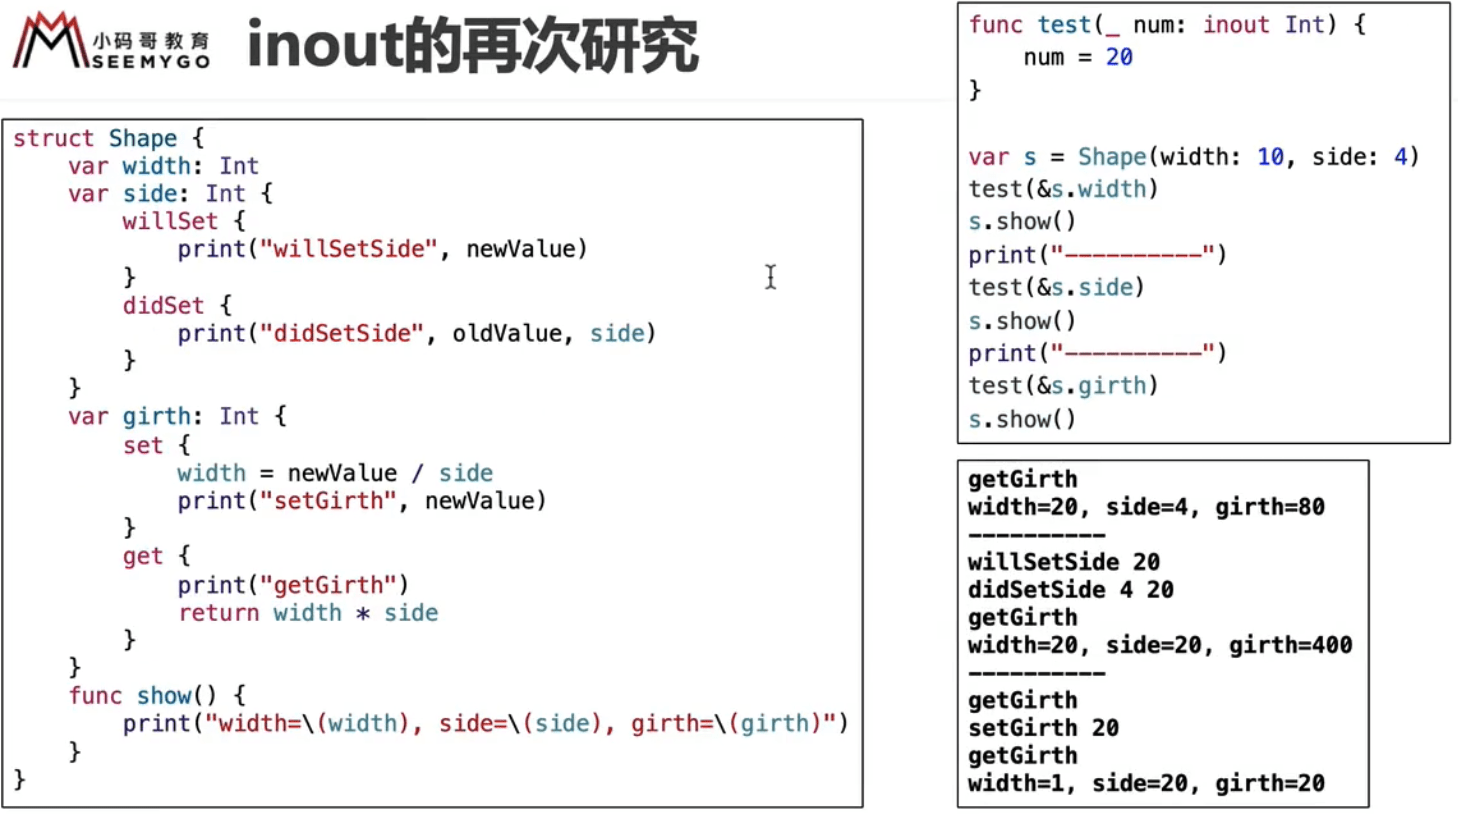 小码哥教育
SEEMYGO
inout的再次研究
struct Shape {
    var width: Int
    var side: Int {
        willSet {
            print("willSetSide", newValue)
        }
        didSet {
            print("didSetSide", oldValue, side)
        }
    }
    var girth: Int {
        set {
            width = newValue / side
            print("setGirth", newValue)
        }
        get {
            print("getGirth")
            return width * side
        }
    }
    func show() {
        print("width=\(width), side=\(side), girth=\(girth)")
    }
}
func test(_ num: inout Int) {
    num = 20
}
var s = Shape(width: 10, side: 4)
test(&s.width)
s.show()
print("----------")
test(&s.side)
s.show()
print("----------")
test(&s.girth)
s.show()
getGirth
width=20, side=4, girth=80
----------
willSetSide 20
didSetSide 4 20
getGirth
width=20, side=20, girth=400
----------
getGirth
setGirth 20
getGirth
width=1, side=20, girth=20